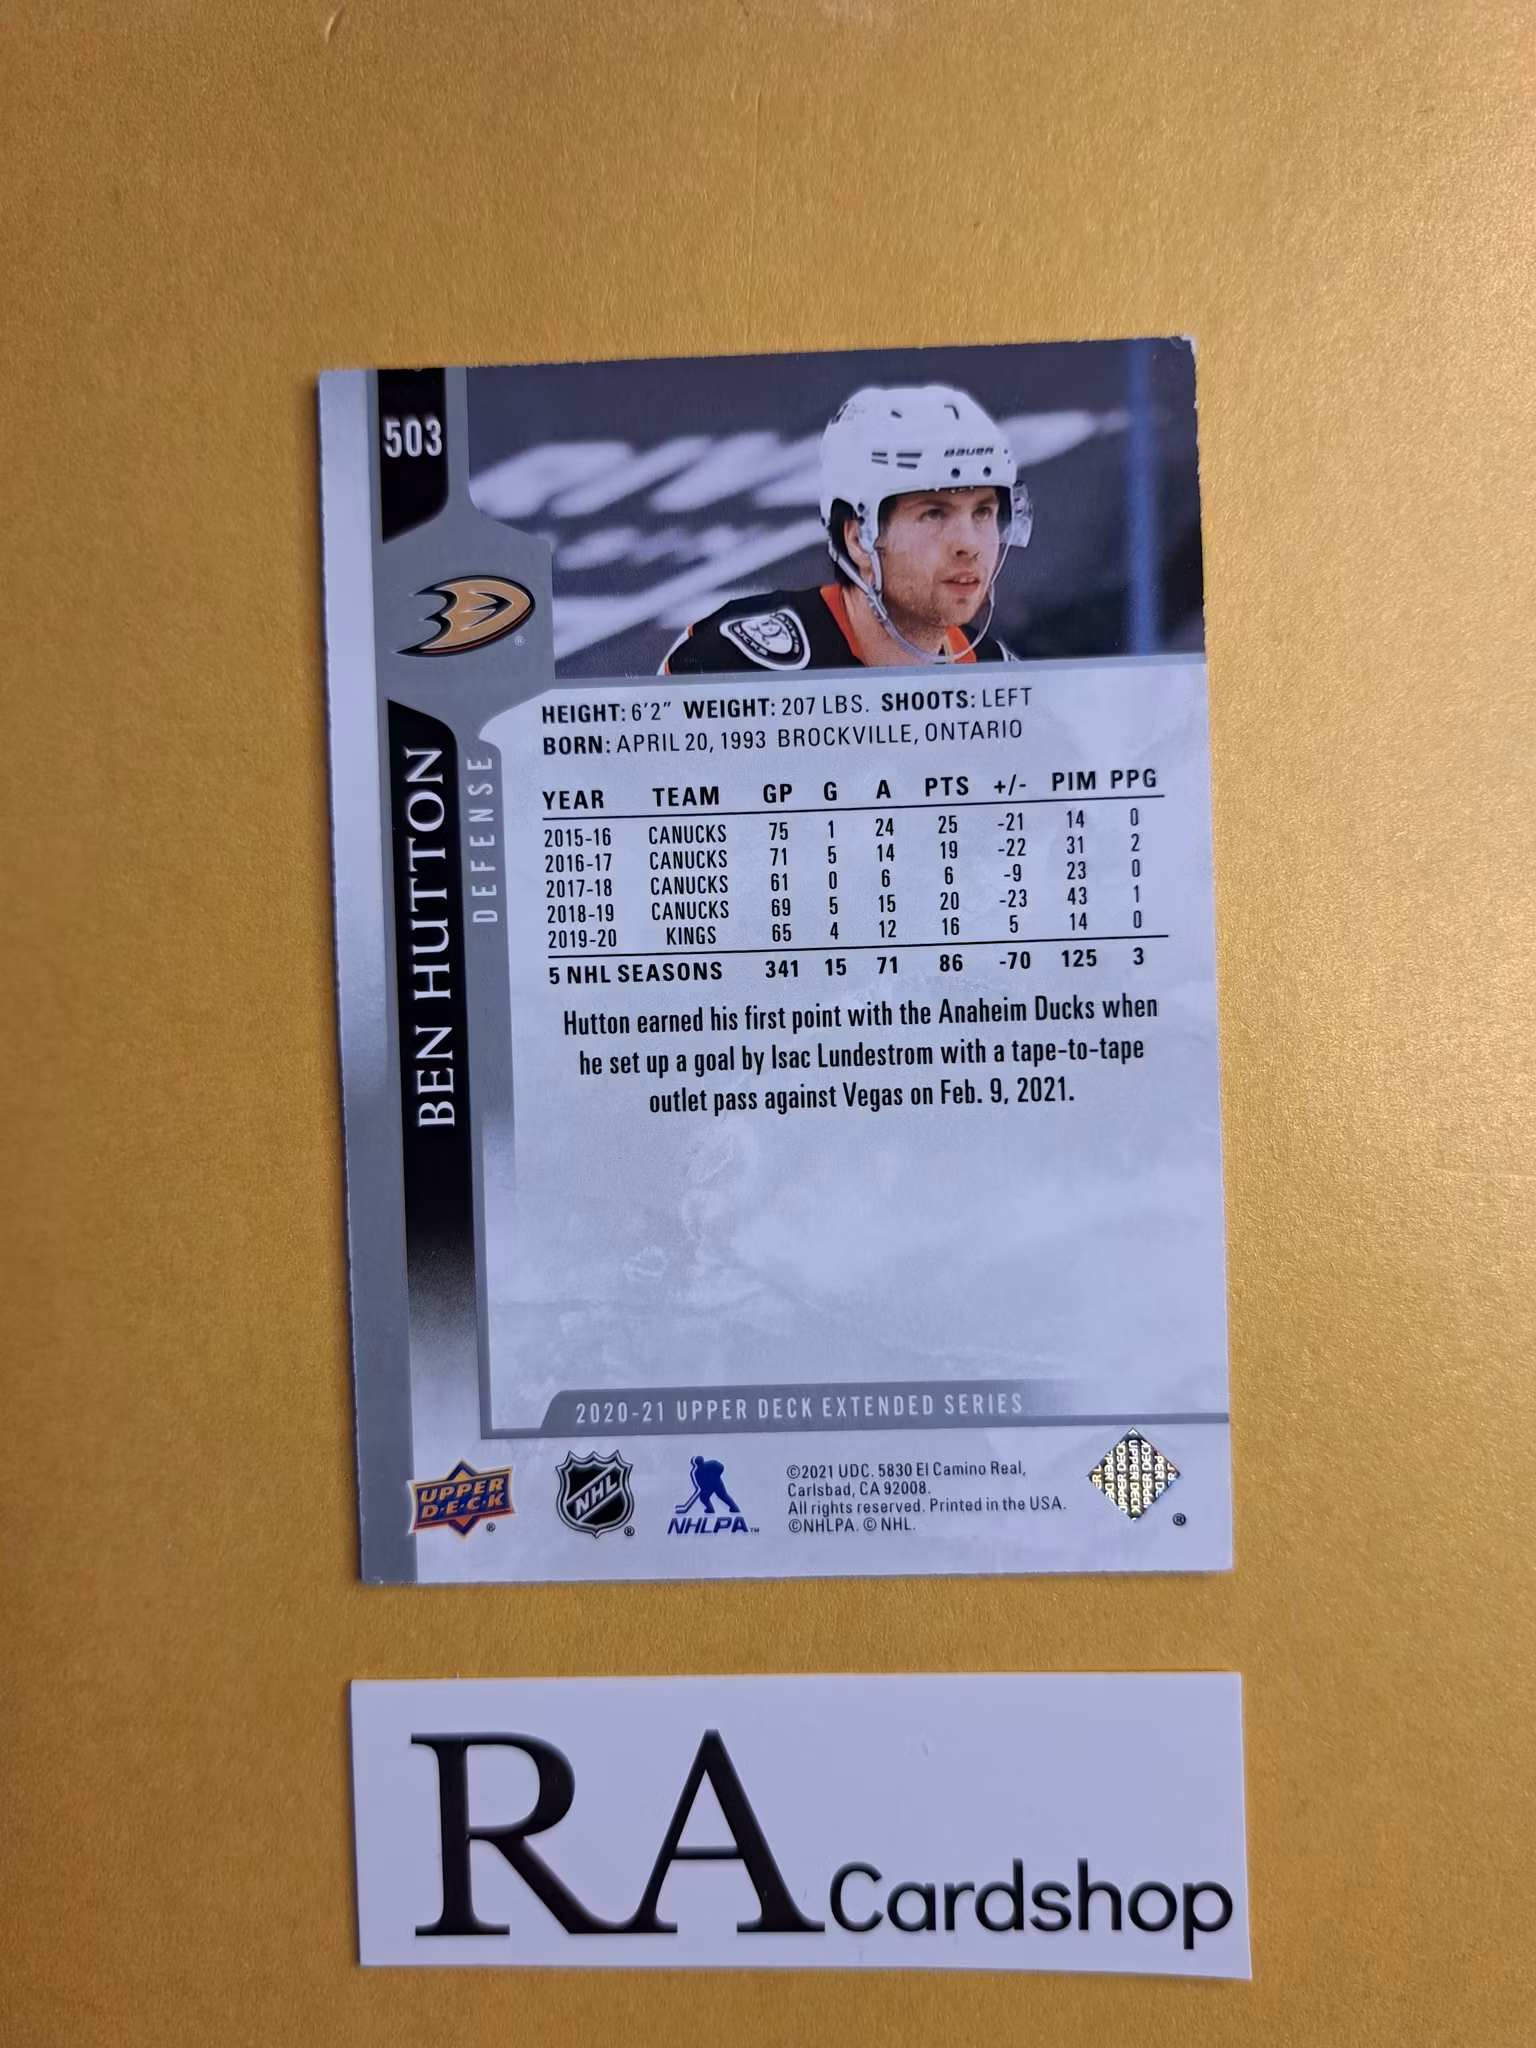 503
BAUER
HEIGHT: 6'2" WEIGHT: 207 LBS. SHOOTS: LEFT
BORN: APRIL 20, 1993 BROCKVILLE, ONTARIO
BEN HUTTON
DEFENSE
YEAR TEAM GP G A PTS +/- PIM PPG
2015-16 CANUCKS 75 1 24 25 -21 14 0
2016-17 CANUCKS 71 5 14 19 -22 31 2
2017-18 CANUCKS 61 0 6 6 -9 23 0
2018-19 CANUCKS 69 5 15 20 -23 43 1
2019-20 KINGS 65 4 12 16 5 14 0
5 NHL SEASONS 341 15 71 86 -70 125 3
Hutton earned his first point with the Anaheim Ducks when
he set up a goal by Isac Lundestrom with a tape-to-tape
outlet pass against Vegas on Feb. 9, 2021.
2020-21 UPPER DECK EXTENDED SERIES
UPPER
D·E·C·K ®
NHL ®
NHLPA™
©2021 UDC. 5830 El Camino Real,
Carlsbad, CA 92008.
All rights reserved. Printed in the USA.
©NHLPA. © NHL.
UPPER DECK
®
RA Cardshop